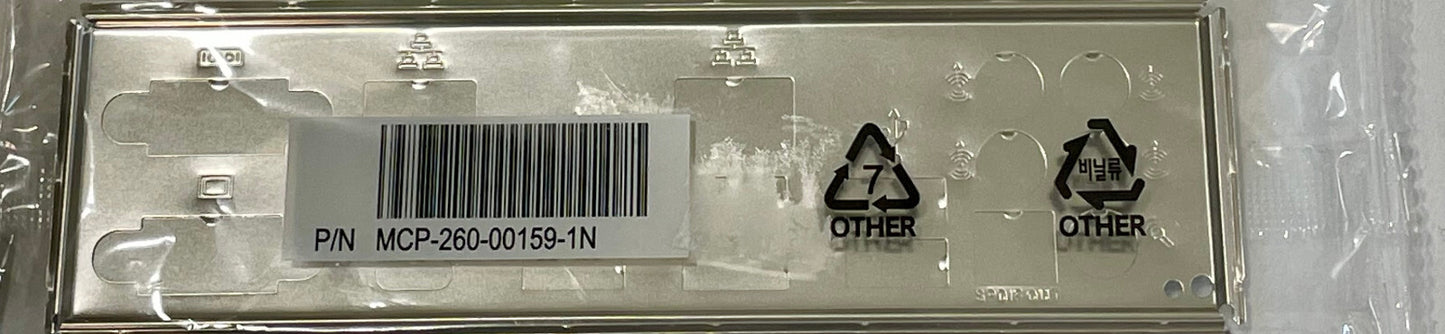 P/N MCP-260-00159-1N
7
OTHER
비닐류
OTHER